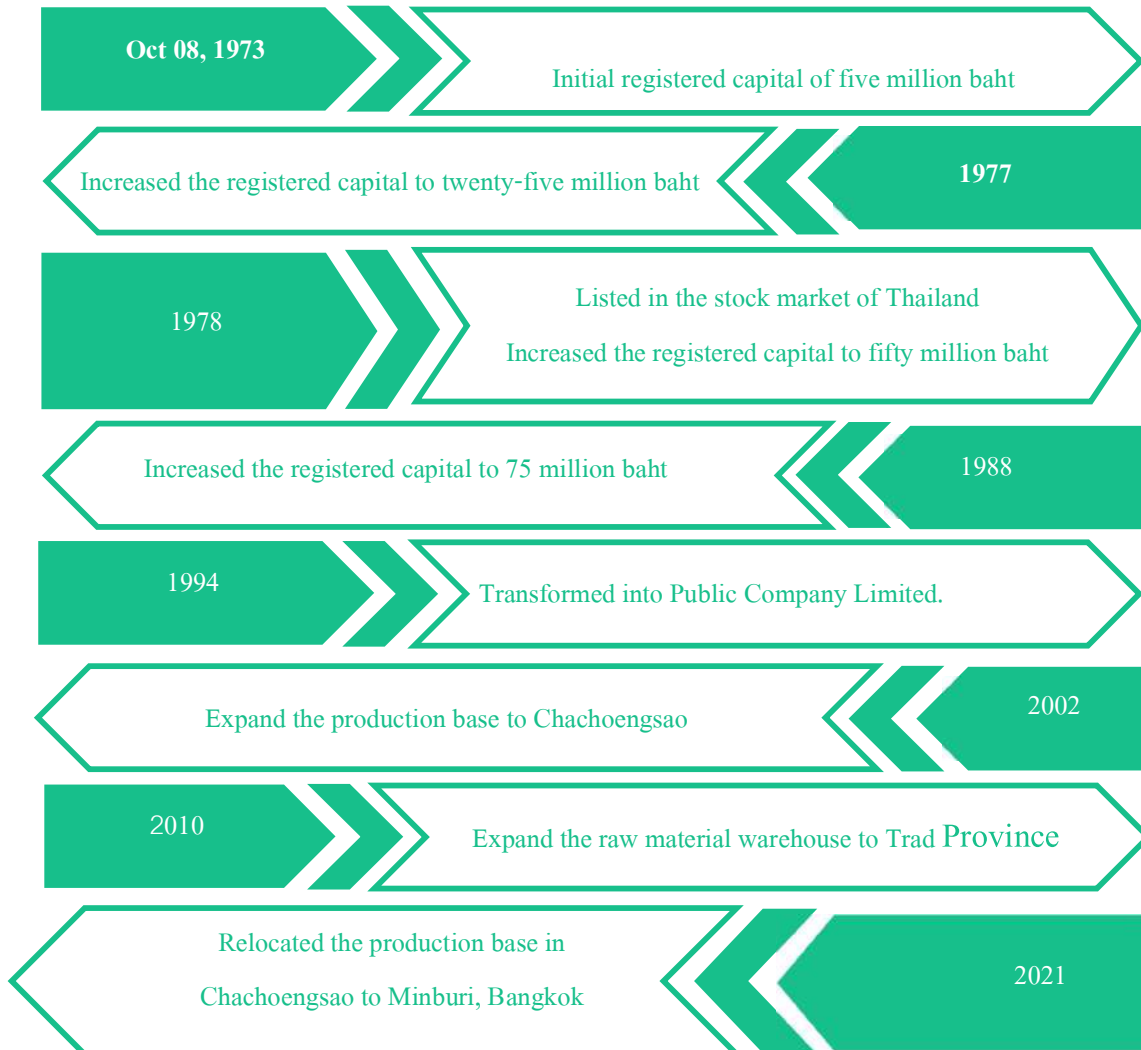 Oct 08, 1973
Initial registered capital of five million baht
Increased the registered capital to twenty-five million baht
1977
1978
Listed in the stock market of Thailand
Increased the registered capital to fifty million baht
Increased the registered capital to 75 million baht
1988
1994
Transformed into Public Company Limited.
Expand the production base to Chachoengsao
2002
2010
Expand the raw material warehouse to Trad Province
Relocated the production base in
Chachoengsao to Minburi, Bangkok
2021